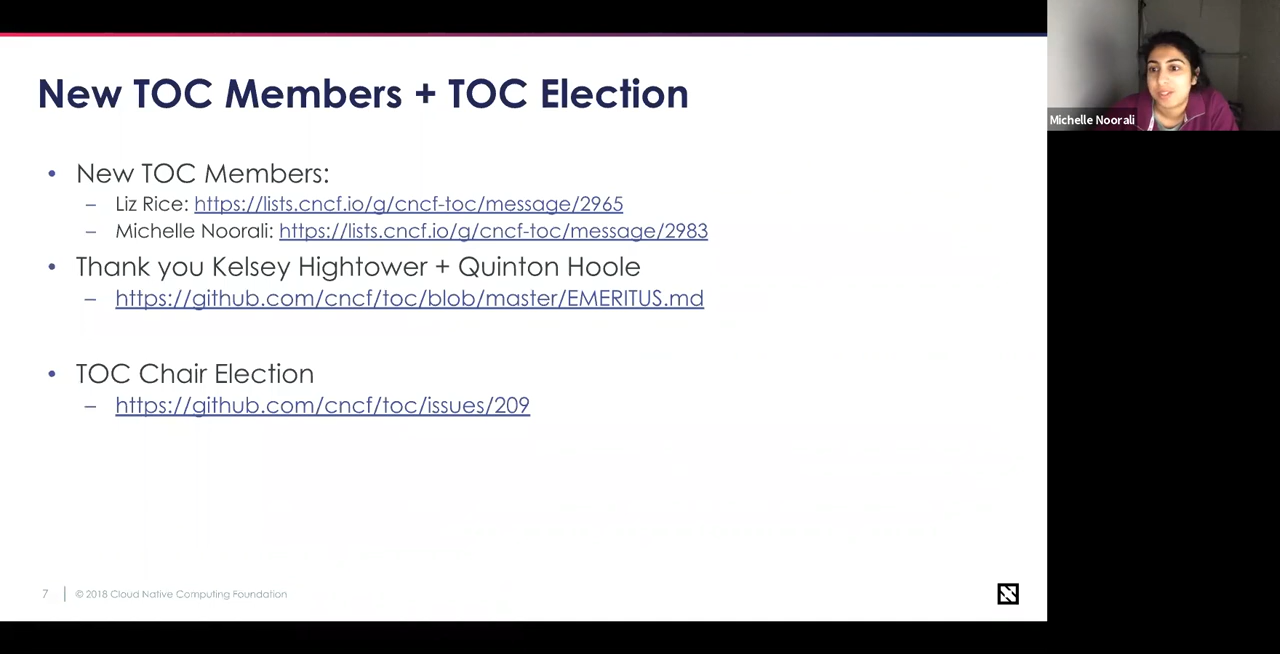 New TOC Members + TOC Election
Michelle Noorali
• New TOC Members:
– Liz Rice: https://lists.cncf.io/g/cncf-toc/message/2965
– Michelle Noorali: https://lists.cncf.io/g/cncf-toc/message/2983
• Thank you Kelsey Hightower + Quinton Hoole
– https://github.com/cncf/toc/blob/master/EMERITUS.md
• TOC Chair Election
– https://github.com/cncf/toc/issues/209
7 | © 2018 Cloud Native Computing Foundation